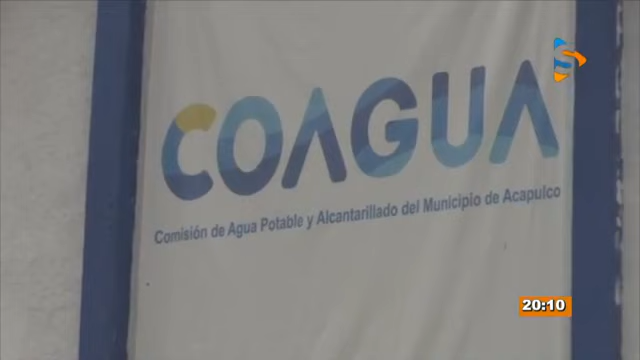 COAGUA
Comisión de Agua Potable y Alcantarillado del Municipio de Acapulco
20:10